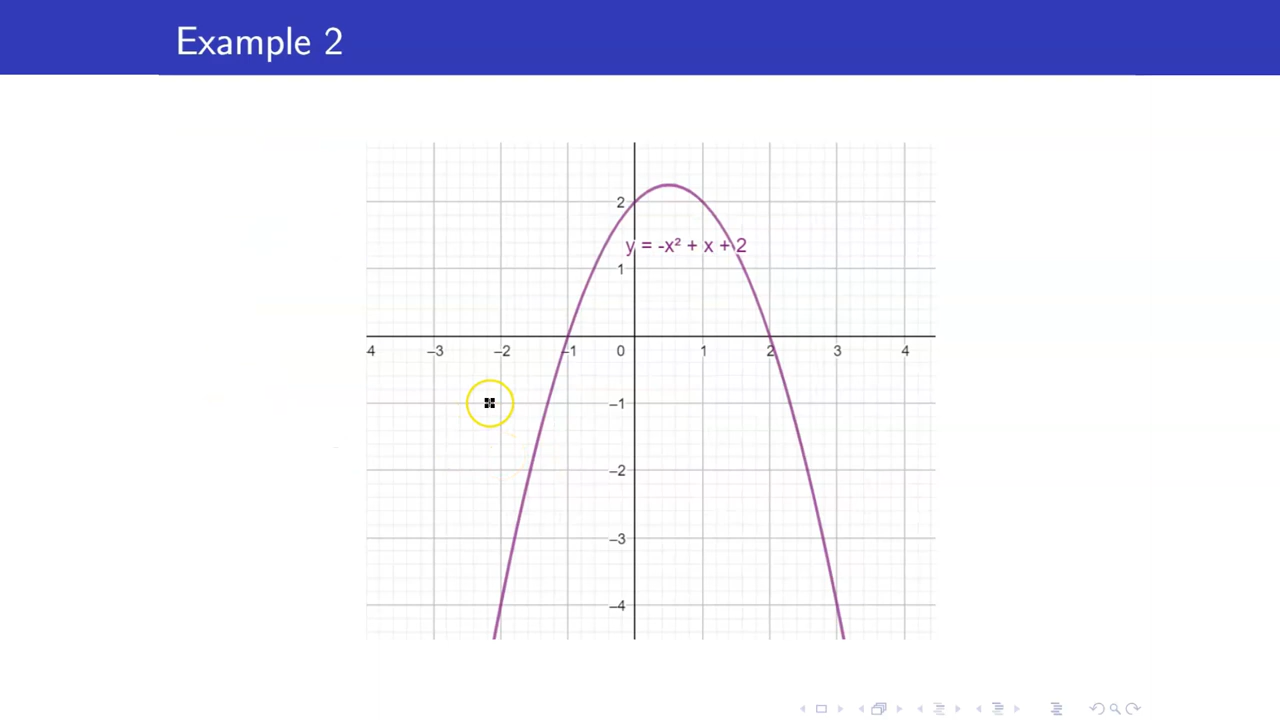 Example 2
2
y = -x² + x + 2
1
4 –3 –2 –1 0 1 2 3 4
–1
–2
–3
–4